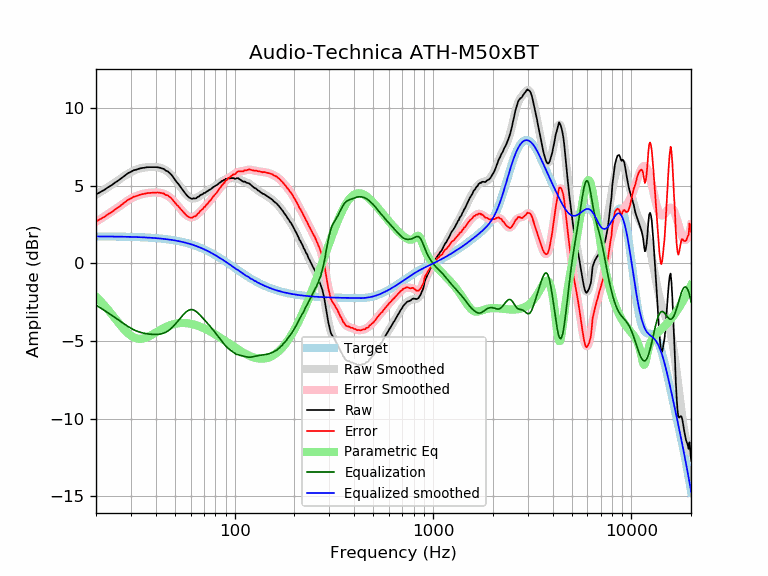 Audio-Technica ATH-M50xBT
Amplitude (dBr)
10
5
0
−5
−10
−15
Target
Raw Smoothed
Error Smoothed
Raw
Error
Parametric Eq
Equalization
Equalized smoothed
100
1000
10000
Frequency (Hz)